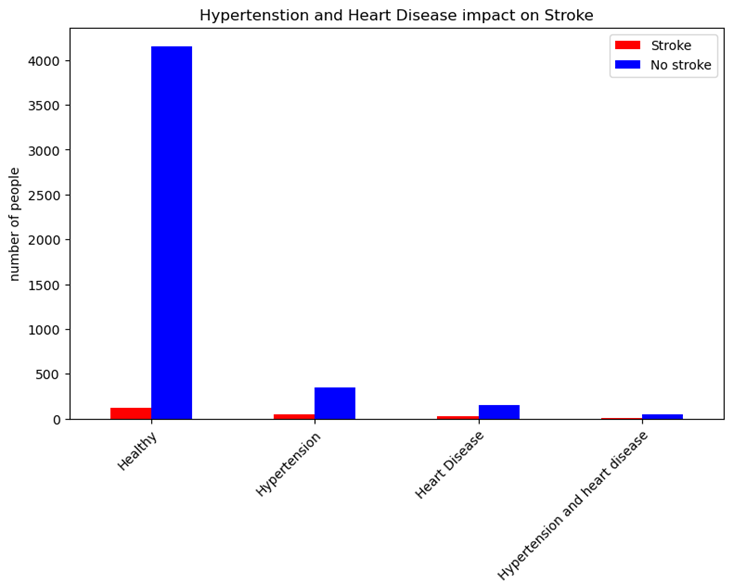 Hypertenstion and Heart Disease impact on Stroke
Stroke
No stroke
number of people
4000
3500
3000
2500
2000
1500
1000
500
0
Healthy
Hypertension
Heart Disease
Hypertension and heart disease